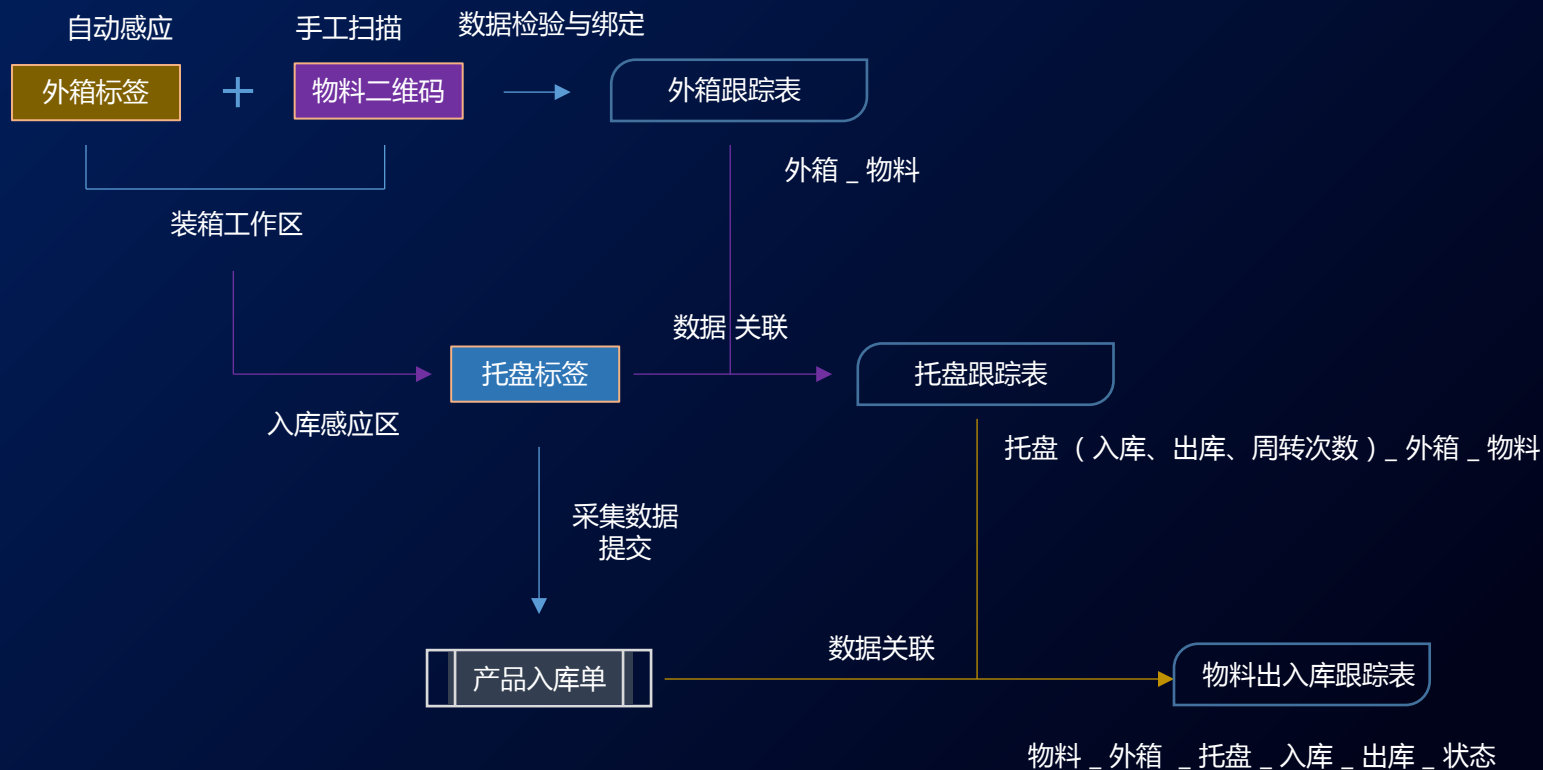 自动感应
手工扫描
数据检验与绑定
外箱标签
物料二维码
外箱跟踪表
外箱 _ 物料
装箱工作区
数据 关联
托盘标签
托盘跟踪表
入库感应区
托盘 （ 入库、出库、周转次数 ) _ 外箱 _ 物料
采集数据
提交
数据关联
产品入库单
物料出入库跟踪表
物料 _ 外箱 _ 托盘 _ 入库 _ 出库 _ 状态